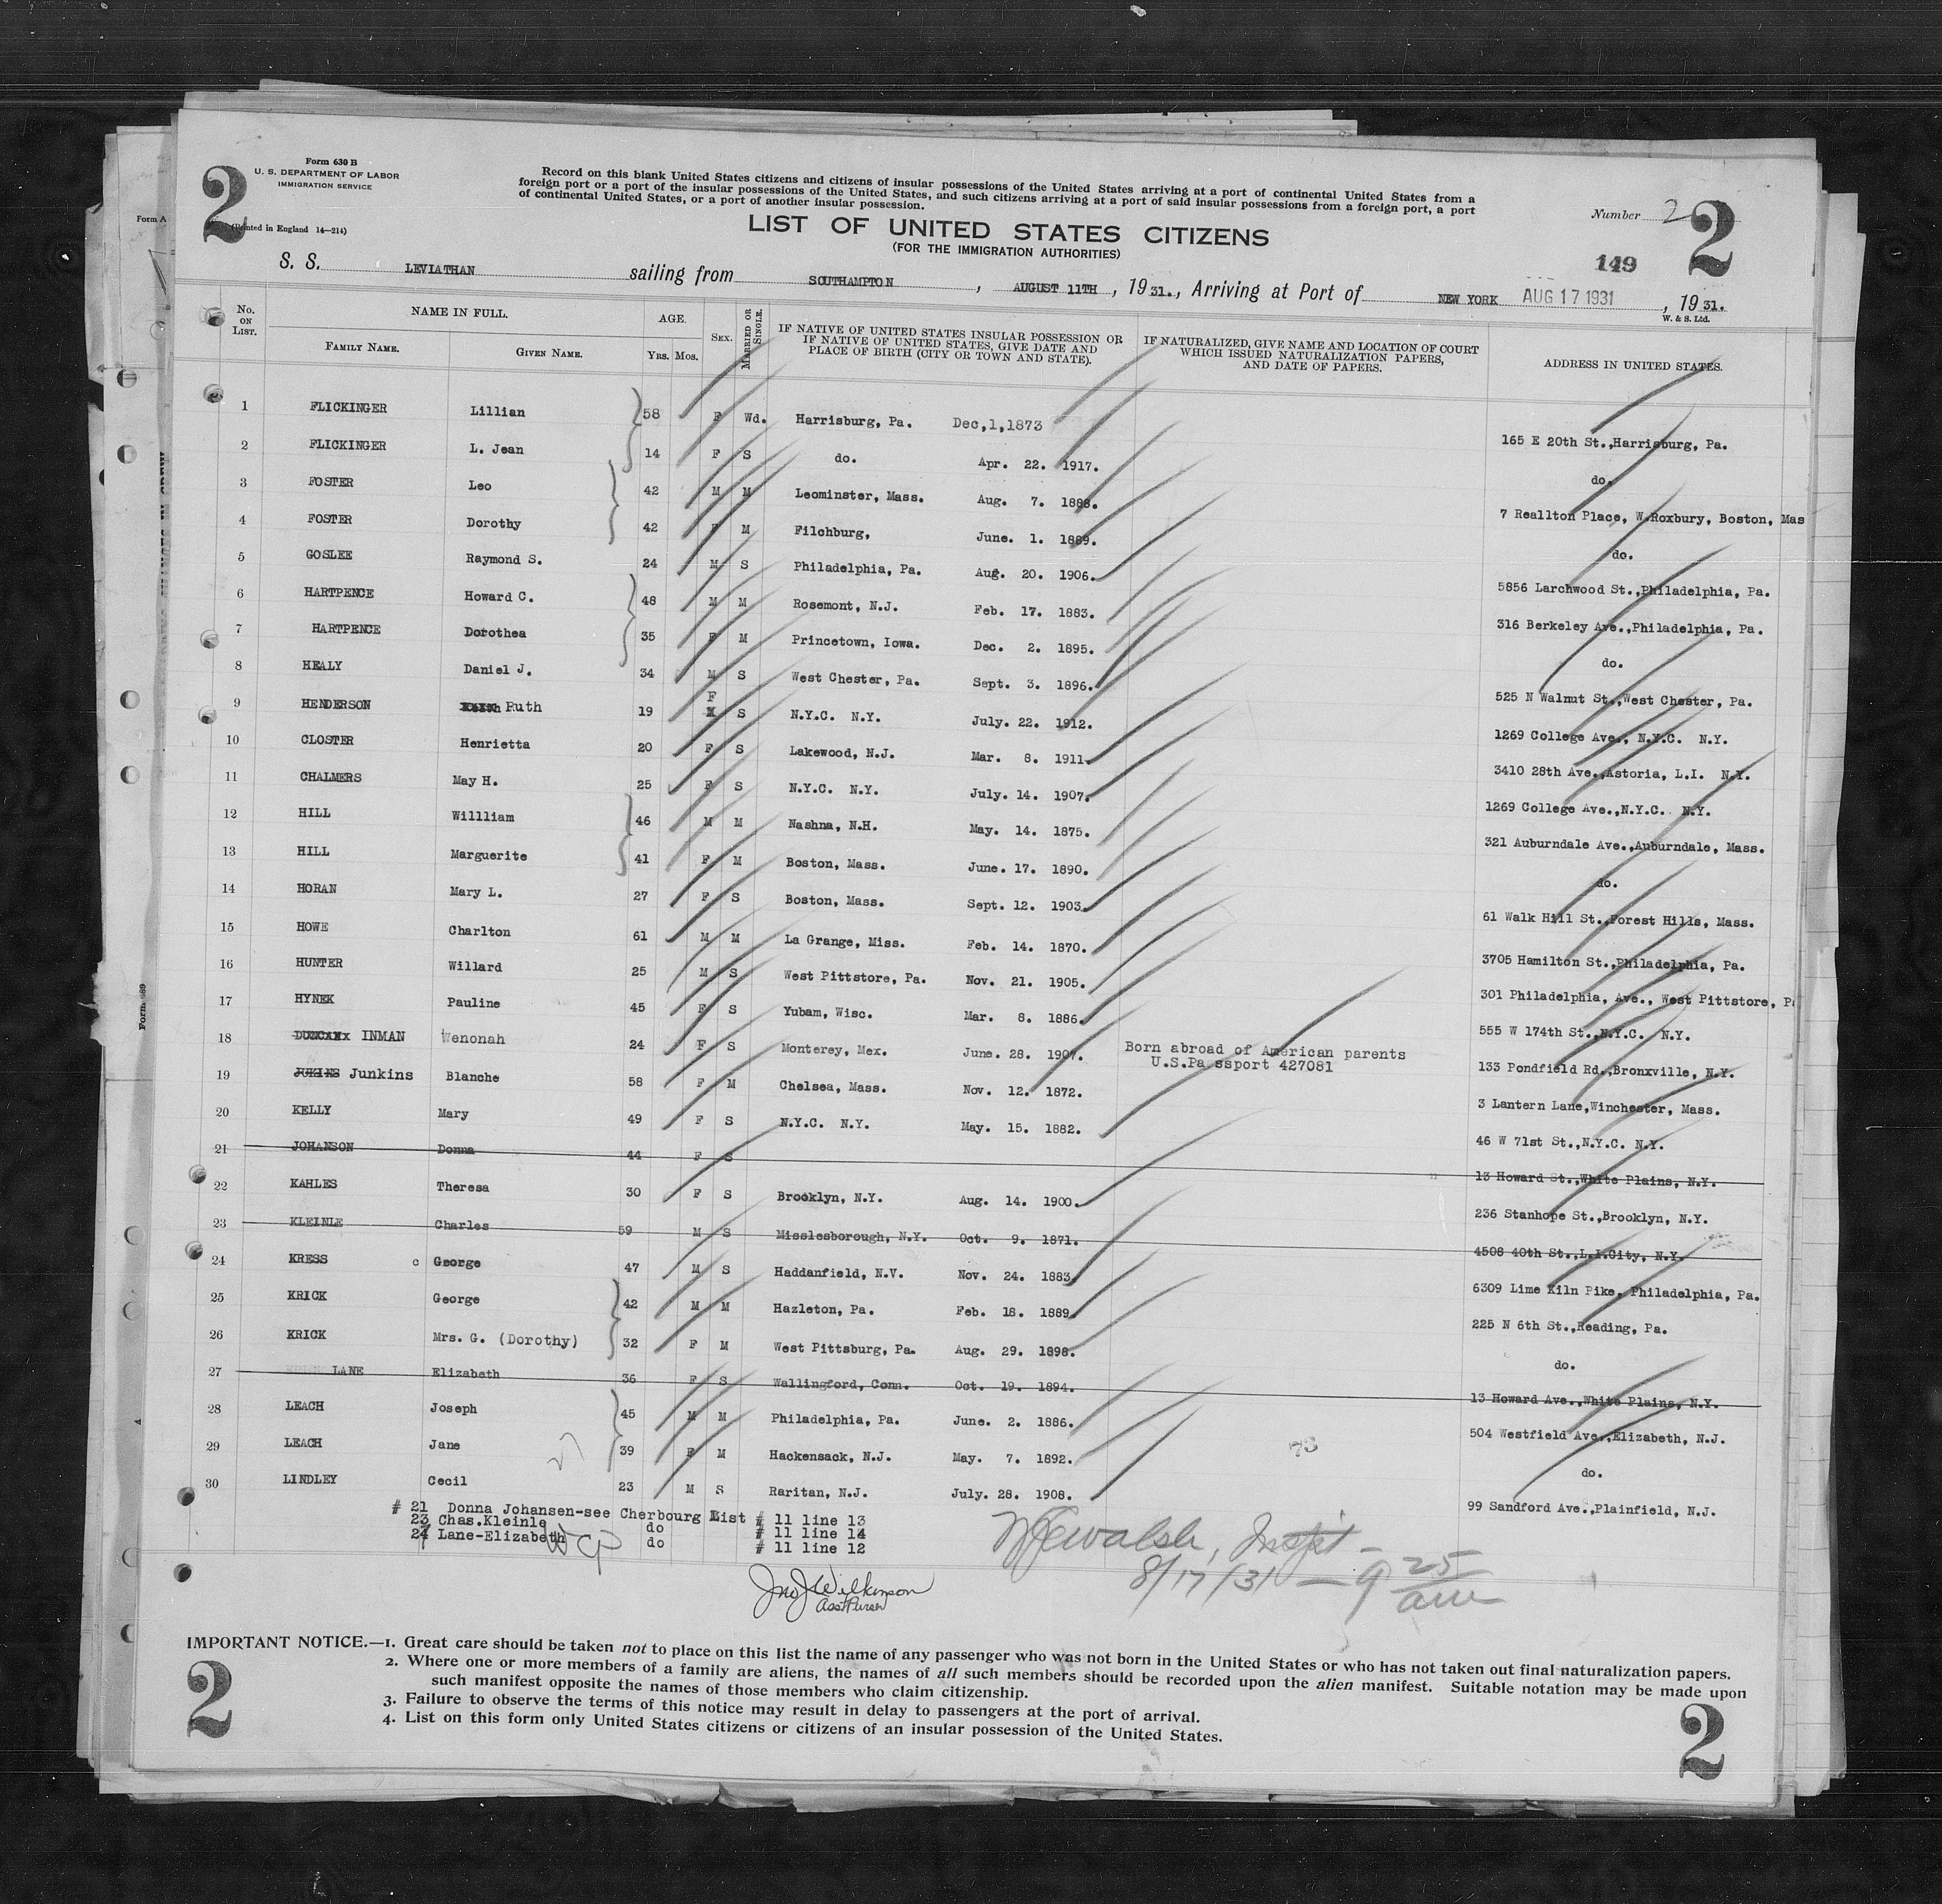 2
Form 630 B
U. S. DEPARTMENT OF LABOR
IMMIGRATION SERVICE
(Printed in England 14—214)
Form A
Record on this blank United States citizens and citizens of insular possessions of the United States arriving at a port of continental United States from a
foreign port or a port of the insular possessions of the United States, and such citizens arriving at a port of said insular possessions from a foreign port, a port
of continental United States, or a port of another insular possession.
LIST OF UNITED STATES CITIZENS
(FOR THE IMMIGRATION AUTHORITIES)
Number 2
2
149
S. S. LEVIATHAN sailing from SOUTHAMPTON, AUGUST 11TH, 1931., Arriving at Port of NEW YORK AUG 17 1931, 1931.
W. & S. Ltd.
No. ON LIST. NAME IN FULL. FAMILY NAME. GIVEN NAME. AGE. YRS. MOS. SEX. MARRIED OR SINGLE. IF NATIVE OF UNITED STATES INSULAR POSSESSION OR IF NATIVE OF UNITED STATES, GIVE DATE AND PLACE OF BIRTH (CITY OR TOWN AND STATE). IF NATURALIZED, GIVE NAME AND LOCATION OF COURT WHICH ISSUED NATURALIZATION PAPERS, AND DATE OF PAPERS. ADDRESS IN UNITED STATES.
1 FLICKINGER Lillian 58 F Wd. Harrisburg, Pa. Dec,1,1873 165 E 20th St.,Harrisburg, Pa.
2 FLICKINGER L. Jean 14 F S do. Apr. 22. 1917. do.
3 FOSTER Leo 42 M M Leominster, Mass. Aug. 7. 1888. 7 Reallton Place, W.Roxbury, Boston, Mas
4 FOSTER Dorothy 42 F M Filchburg, June. 1. 1889. do.
5 GOSLEE Raymond S. 24 M S Philadelphia, Pa. Aug. 20. 1906. 5856 Larchwood St.,Philadelphia, Pa.
6 HARTPENCE Howard C. 48 M M Rosemont, N.J. Feb. 17. 1883. 316 Berkeley Ave.,Philadelphia, Pa.
7 HARTPENCE Dorothea 35 F M Princetown, Iowa. Dec. 2. 1895. do.
8 HEALY Daniel J. 34 M S West Chester, Pa. Sept. 3. 1896. 525 N Walnut St.,West Chester, Pa.
9 HENDERSON Ruth 19 F S N.Y.C. N.Y. July. 22. 1912. 1269 College Ave., N.Y.C. N.Y.
10 CLOSTER Henrietta 20 F S Lakewood, N.J. Mar. 8. 1911. 3410 28th Ave.,Astoria, L.I. N.Y.
11 CHALMERS May H. 25 F S N.Y.C. N.Y. July. 14. 1907. 1269 College Ave.,N.Y.C. N.Y.
12 HILL Willliam 46 M M Nashna, N.H. May. 14. 1875. 321 Auburndale Ave.,Auburndale, Mass.
13 HILL Marguerite 41 F M Boston, Mass. June. 17. 1890. do.
14 HORAN Mary L. 27 F S Boston, Mass. Sept. 12. 1903. 61 Walk Hill St.,Forest Hills, Mass.
15 HOWE Charlton 61 M M La Grange, Miss. Feb. 14. 1870. 3705 Hamilton St.,Philadelphia, Pa.
16 HUNTER Willard 25 M S West Pittstore, Pa. Nov. 21. 1905. 301 Philadelphia, Ave., West Pittstore, P
17 HYNEK Pauline 45 F S Yubam, Wisc. Mar. 8. 1886. 555 W 174th St.,N.Y.C. N.Y.
18 DUNCANx INMAN Wenonah 24 F S Monterey, Mex. June. 28. 1907. Born abroad of American parents U.S.Passport 427081 133 Pondfield Rd.,Bronxville, N.Y.
19 JUKINS Junkins Blanche 58 F M Chelsea, Mass. Nov. 12. 1872. 3 Lantern Lane,Winchester, Mass.
20 KELLY Mary 49 F S N.Y.C. N.Y. May. 15. 1882. 46 W 71st St.,N.Y.C. N.Y.
21 JOHANSON Donna 44 F S 13 Howard St.,White Plains, N.Y.
22 KAHLES Theresa 30 F S Brooklyn, N.Y. Aug. 14. 1900. 236 Stanhope St.,Brooklyn, N.Y.
23 KLEINLE Charles 59 M S Misslesborough, N.Y. Oct. 9. 1871. 4508 40th St.,L.I.City, N.Y.
24 KRESS c George 47 M S Haddanfield, N.V. Nov. 24. 1883. 6309 Lime Kiln Pike. Philadelphia, Pa.
25 KRICK George 42 M M Hazleton, Pa. Feb. 18. 1889. 225 N 6th St.,Reading, Pa.
26 KRICK Mrs. G. (Dorothy) 32 F M West Pittsburg, Pa. Aug. 29. 1898. do.
27 LANE Elizabeth 36 F S Wallingford, Conn. Oct. 19. 1894. 13 Howard Ave.,White Plains, N.Y.
28 LEACH Joseph 45 M M Philadelphia, Pa. June. 2. 1886. 504 Westfield Ave.,Elizabeth, N.J.
29 LEACH Jane 39 F M Hackensack, N.J. May. 7. 1892. 73 do.
30 LINDLEY Cecil 23 M S Raritan, N.J. July. 28. 1908. 99 Sandford Ave.,Plainfield, N.J.
# 21 Donna Johansen-see Cherbourg List # 11 line 13
23 Chas.Kleinle do # 11 line 14
24 Lane-Elizabeth do # 11 line 12
Walsh, Inspt -
8/17/31 — 9 25 am
Jno J Wilkinson
Asst Purser
IMPORTANT NOTICE.—1. Great care should be taken not to place on this list the name of any passenger who was not born in the United States or who has not taken out final naturalization papers.
2. Where one or more members of a family are aliens, the names of all such members should be recorded upon the alien manifest. Suitable notation may be made upon
such manifest opposite the names of those members who claim citizenship.
3. Failure to observe the terms of this notice may result in delay to passengers at the port of arrival.
4. List on this form only United States citizens or citizens of an insular possession of the United States.
2
2